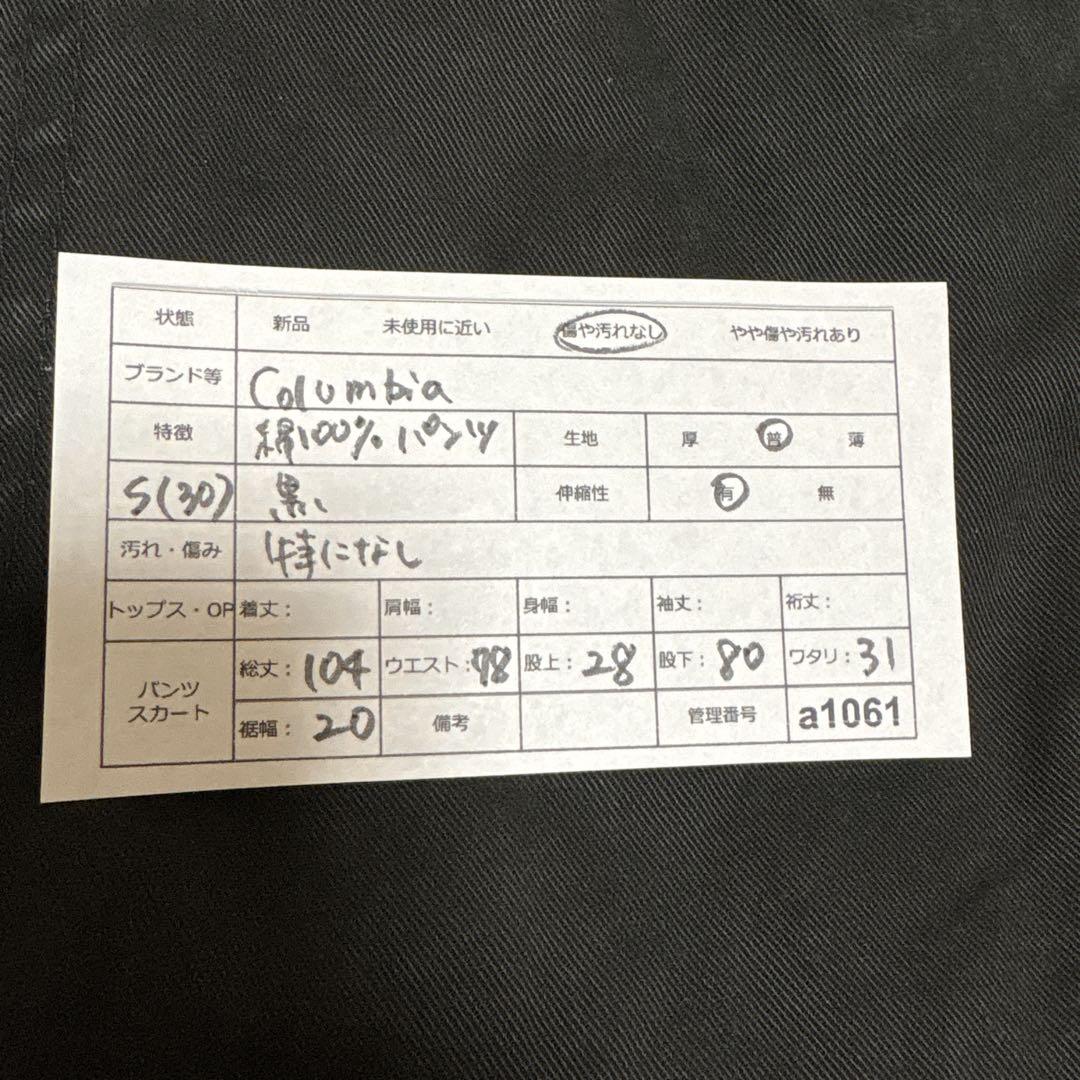 状態 新品 未使用に近い 傷や汚れなし やや傷や汚れあり
ブランド等 Columbia
特徴 綿100% パンツ 生地 厚 普 薄
S(30) 黒 伸縮性 有 無
汚れ・傷み 特になし
トップス・OP 着丈: 肩幅: 身幅: 袖丈: 裄丈:
パンツ スカート 総丈: 104 ウエスト: 78 股上: 28 股下: 80 ワタリ: 31
裾幅: 20 備考 管理番号 a1061